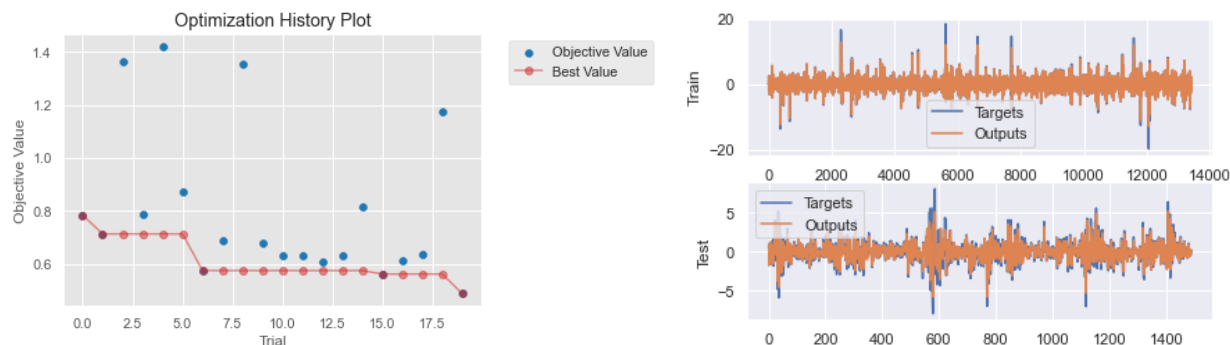 Optimization History Plot
Objective Value
1.4
1.2
1.0
0.8
0.6
0.0 2.5 5.0 7.5 10.0 12.5 15.0 17.5
Trial
Objective Value
Best Value
Train
20
0
−20
Targets
Outputs
0 2000 4000 6000 8000 10000 12000 14000
Test
5
0
−5
Targets
Outputs
0 200 400 600 800 1000 1200 1400